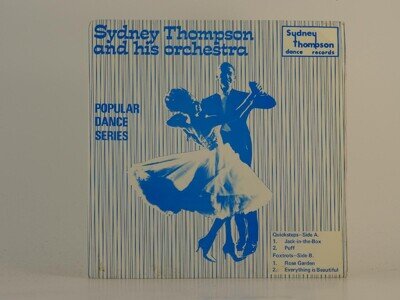 Sydney Thompson
and his orchestra
Sydney
Thompson
dance records
POPULAR
DANCE
SERIES
Quicksteps—Side A.
1. Jack-in-the-Box
2. Puff
Foxtrots—Side B.
1. Rose Garden
2. Everything is Beautiful